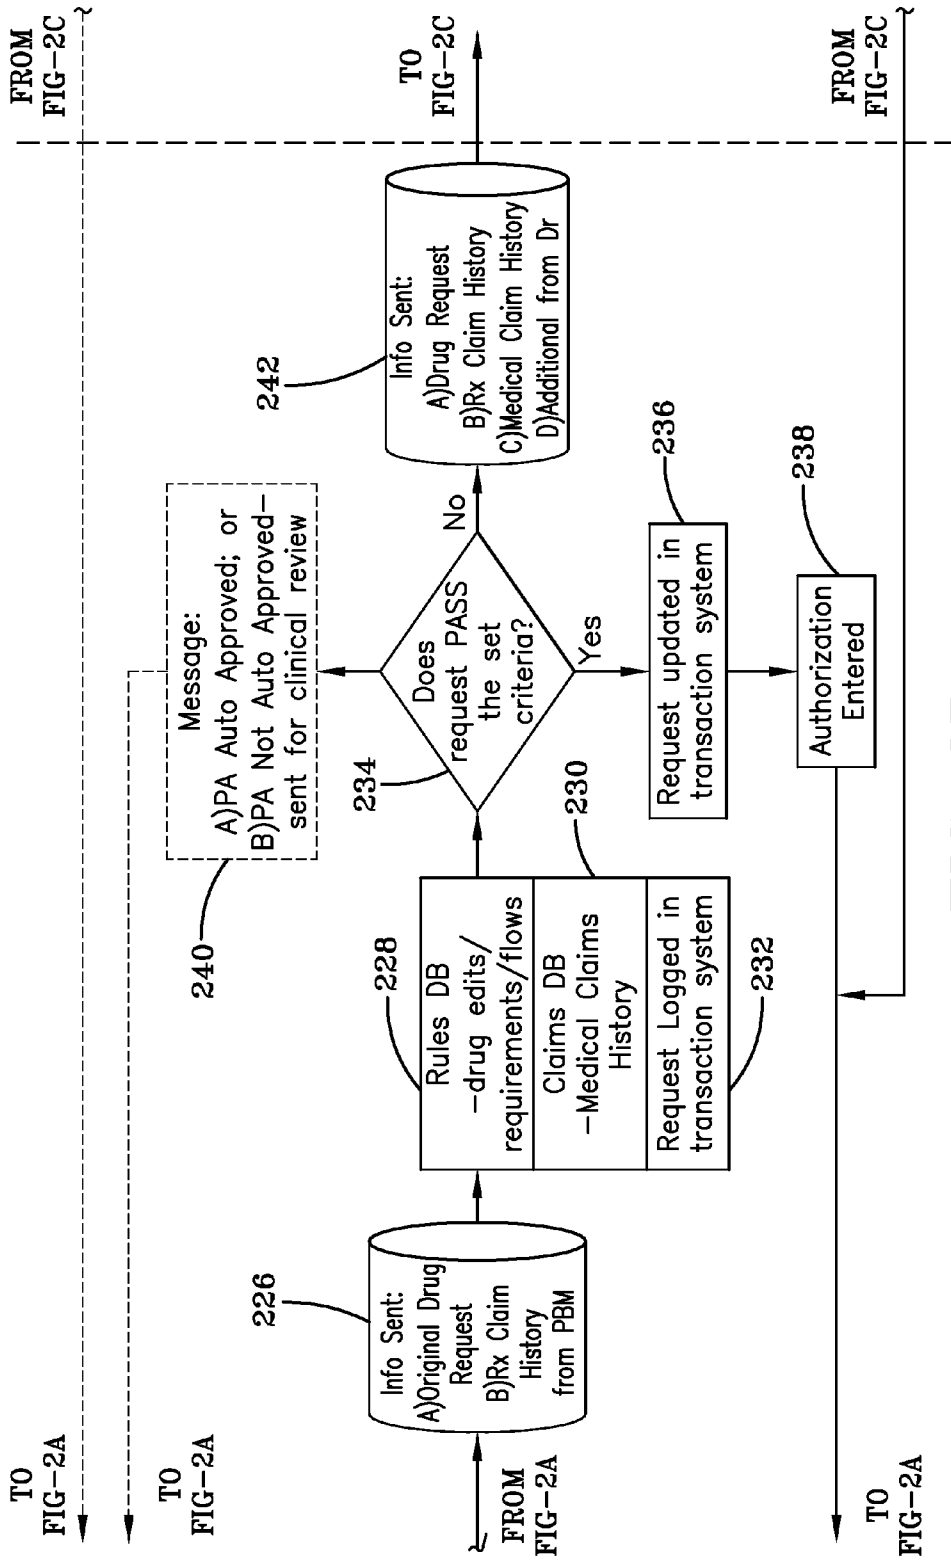 TO
FIG-2A
TO
FIG-2A
FROM
FIG-2C
Message:
A)PA Auto Approved; or
B)PA Not Auto Approved-
sent for clinical review
240
FROM
FIG-2A
226
Info Sent:
A)Original Drug
Request
B)Rx Claim
History
from PBM
228
Rules DB
-drug edits/
requirements/flows
230
Claims DB
-Medical Claims
History
Request Logged in
transaction system
232
234
Does
request PASS
the set
criteria?
No
Yes
242
Info Sent:
A)Drug Request
B)Rx Claim History
C)Medical Claim History
D)Additional from Dr
TO
FIG-2C
236
Request updated in
transaction system
238
Authorization
Entered
TO
FIG-2A
FROM
FIG-2C